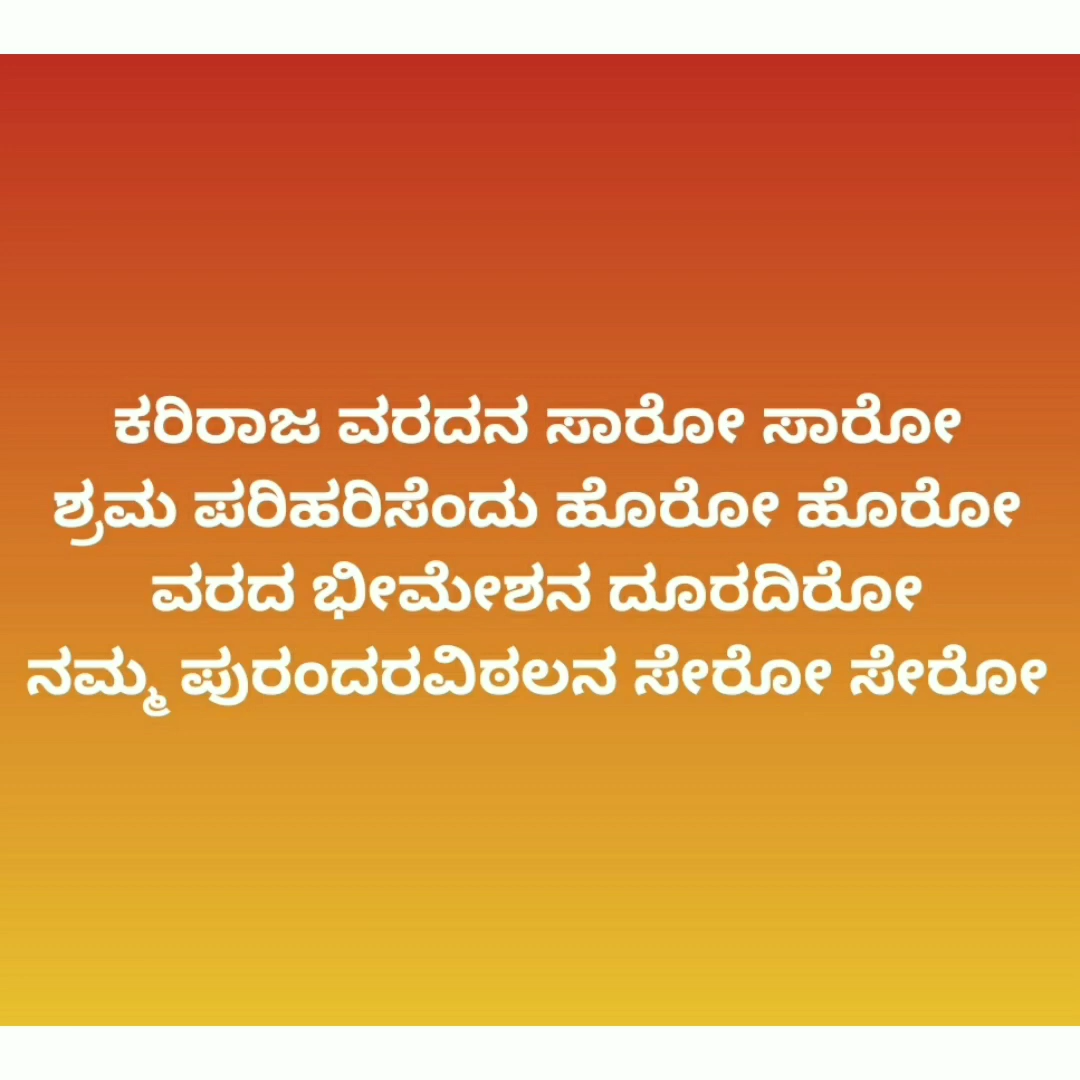 ಕರಿರಾಜ ವರದನ ಸಾರೋ ಸಾರೋ
ಶ್ರಮ ಪರಿಹರಿಸೆಂದು ಹೊರೋ ಹೊರೋ
ವರದ ಭೀಮೇಶನ ದೂರದಿರೋ
ನಮ್ಮ ಪುರಂದರವಿಠಲನ ಸೇರೋ ಸೇರೋ